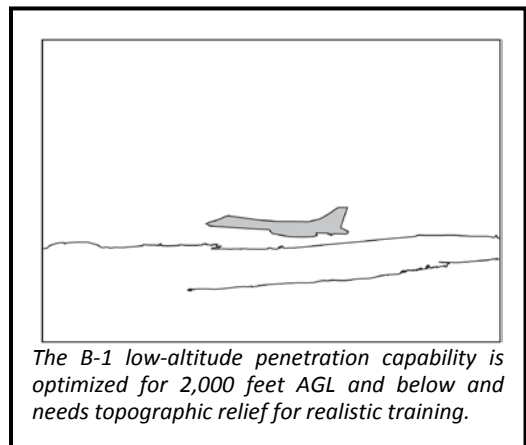 The B-1 low-altitude penetration capability is
optimized for 2,000 feet AGL and below and
needs topographic relief for realistic training.